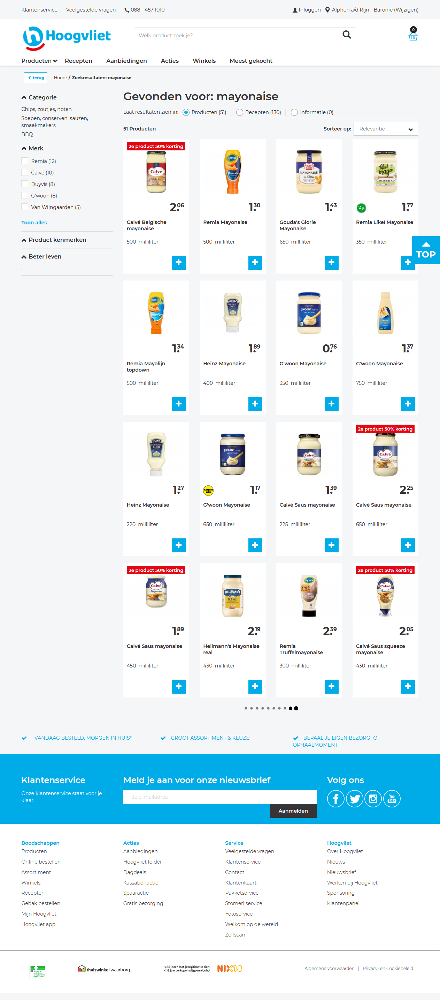 Klantenservice Veelgestelde vragen 088 - 457 1010 Inloggen Alphen a/d Rijn - Baronie (Wijzigen)
Hoogvliet Welk product zoek je? 0
Producten Recepten Aanbiedingen Acties Winkels Meest gekocht
terug Home / Zoekresultaten: mayonaise
Categorie
Chips, zoutjes, noten
Soepen, conserven, sauzen,
smaakmakers
BBQ
Merk
Remia (12)
Calvé (10)
Duyvis (8)
G'woon (8)
Van Wijngaarden (5)
Toon alles
Product kenmerken
Beter leven
.
Gevonden voor: mayonaise
Laat resultaten zien in: Producten (51) Recepten (130) Informatie (0)
51 Producten Sorteer op: Relevantie
2e product 50% korting
2.06 1.30 1.43 Vega 1.77
Calvé Belgische Remia Mayonaise Gouda's Glorie Remia Like! Mayonaise
mayonaise Mayonaise
500 milliliter 500 milliliter 650 milliliter 350 milliliter
TOP
1.34 1.89 0.76 1.37
Remia Mayolijn Heinz Mayonaise G'woon Mayonaise G'woon Mayonaise
topdown
500 milliliter 400 milliliter 350 milliliter 750 milliliter
2e product 50% korting
1.27 Laagste prijs! 1.17 1.39 2.25
Heinz Mayonaise G'woon Mayonaise Calvé Saus mayonaise Calvé Saus mayonaise
220 milliliter 650 milliliter 225 milliliter 650 milliliter
2e product 50% korting 2e product 50% korting
1.89 2.19 2.39 2.05
Calvé Saus mayonaise Hellmann's Mayonaise Remia Calvé Saus squeeze
real Truffelmayonaise mayonaise
450 milliliter 430 milliliter 300 milliliter 430 milliliter
VANDAAG BESTELD, MORGEN IN HUIS* GROOT ASSORTIMENT & KEUZE! BEPAAL JE EIGEN BEZORG- OF
OPHAALMOMENT
Klantenservice Meld je aan voor onze nieuwsbrief Volg ons
Onze klantenservice staat voor je
klaar.
Je e-mailadres
You Tube
Aanmelden
Boodschappen Acties Service Hoogvliet
Producten Aanbiedingen Veelgestelde vragen Over Hoogvliet
Online bestellen Hoogvliet folder Klantenservice Nieuws
Assortiment Dagdeals Contact Nieuwsbrief
Winkels Kassabonactie Klantenkaart Werken bij Hoogvliet
Recepten Spaaractie Pakketservice Sponsoring
Gebak bestellen Gratis bezorging Stomerijservice Klantenpanel
Mijn Hoogvliet Fotoservice
Hoogvliet app Welkom op de wereld
Zelfscan
thuiswinkel waarborg
< 25 jaar? laat je legitimatie zien!
< 18 jaar verkopen wij geen alcohol
NIX18
Algemene voorwaarden | Privacy- en Cookiebeleid